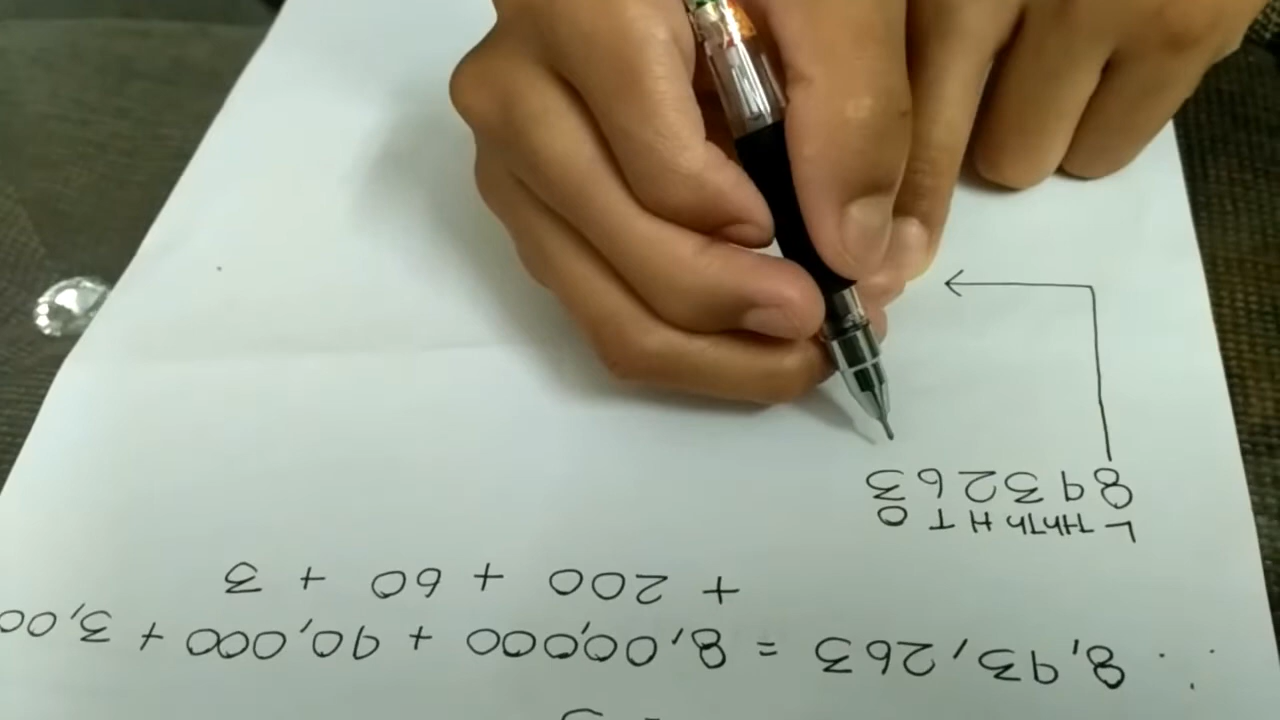 ∴ 8,93,263 = 8,00,000 + 90,000 + 3,00
+ 200 + 60 + 3
L TTh Th H T O
8 9 3 2 6 3